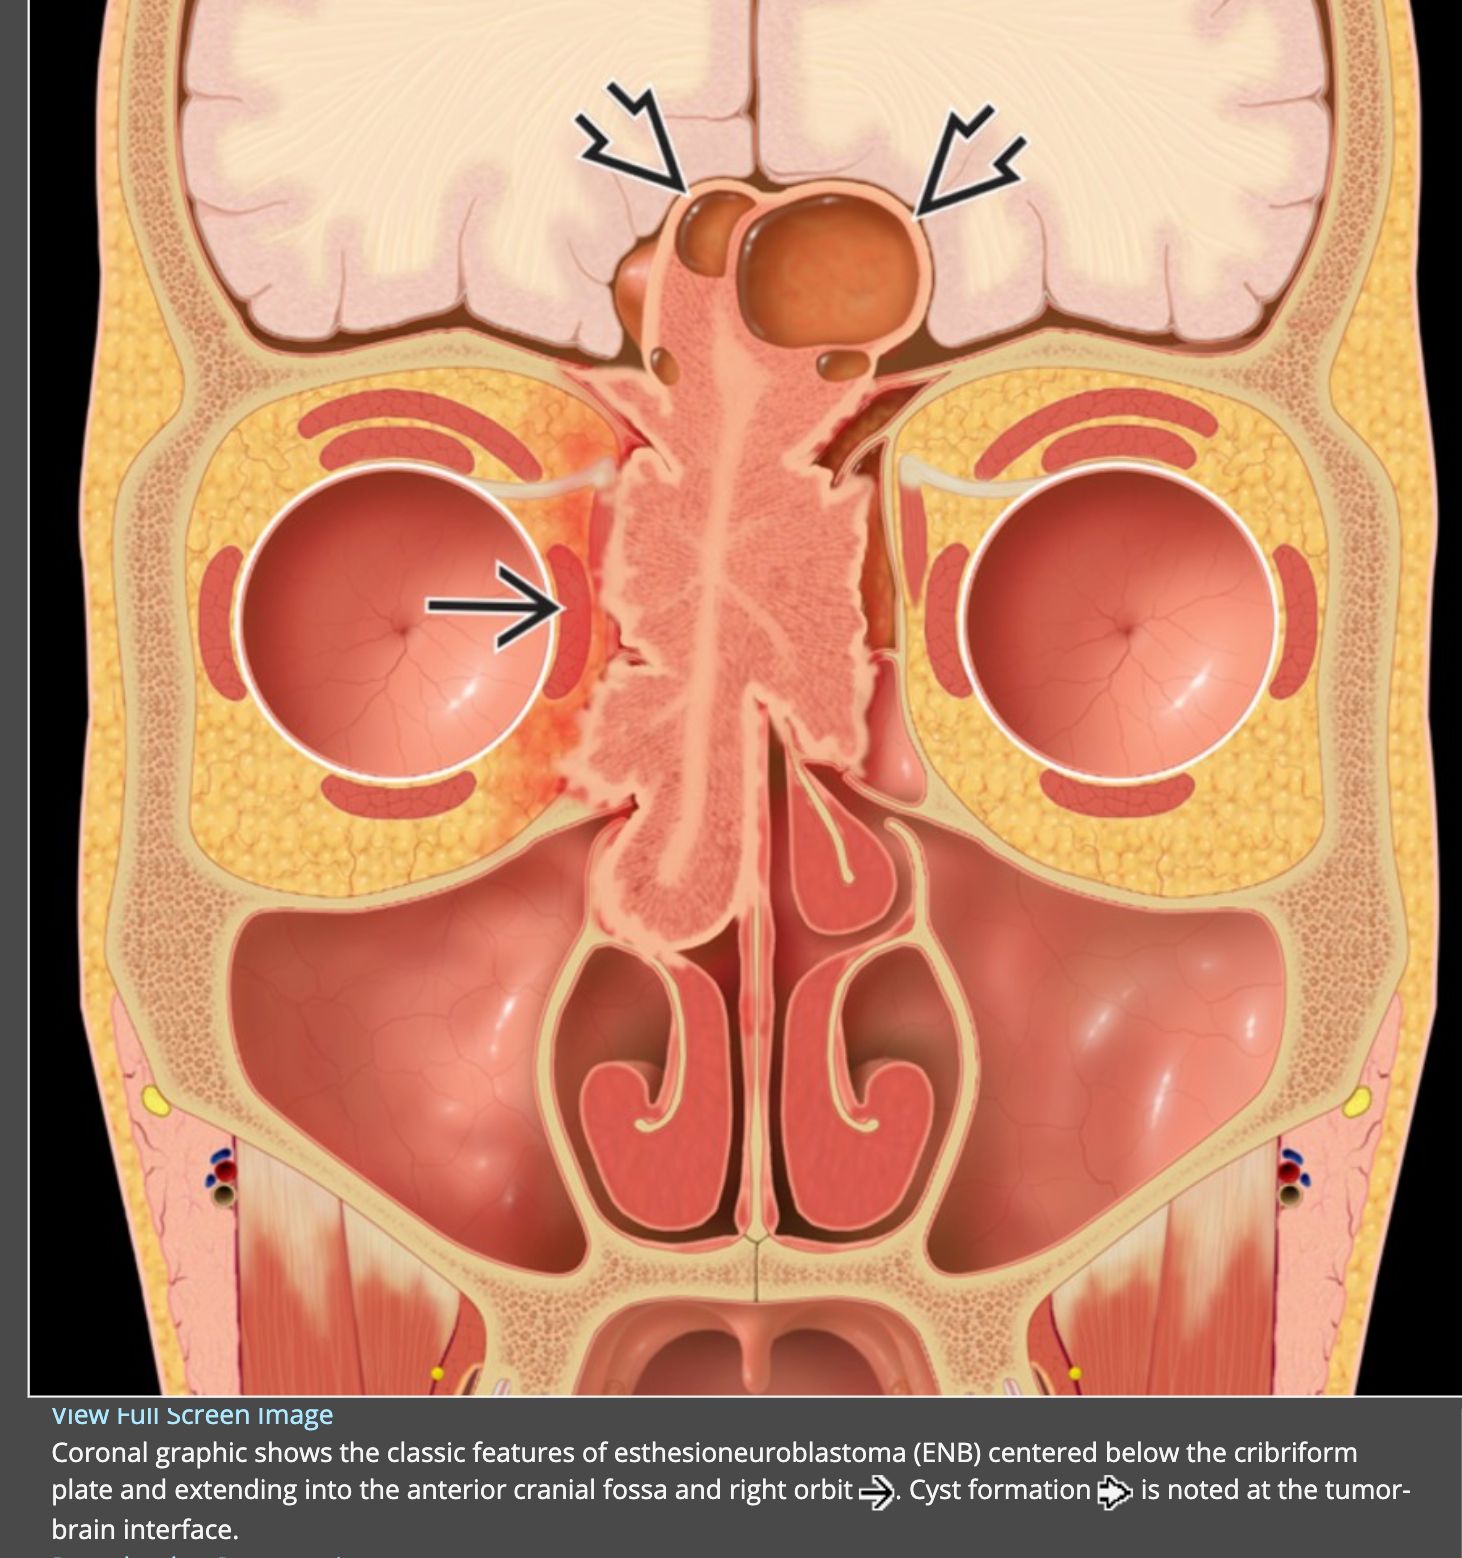 View Full Screen Image
Coronal graphic shows the classic features of esthesioneuroblastoma (ENB) centered below the cribriform
plate and extending into the anterior cranial fossa and right orbit . Cyst formation is noted at the tumor-
brain interface.